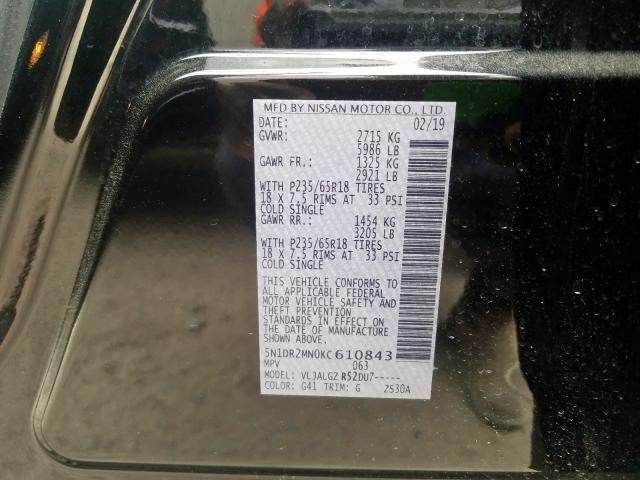 MFD BY NISSAN MOTOR CO., LTD.
DATE: 02/19
GVWR: 2715 KG
5986 LB
GAWR FR.: 1325 KG
2921 LB
WITH P235/65R18 TIRES
18 X 7.5 RIMS AT 33 PSI
COLD SINGLE
GAWR RR.: 1454 KG
3205 LB
WITH P235/65R18 TIRES
18 X 7.5 RIMS AT 33 PSI
COLD SINGLE
THIS VEHICLE CONFORMS TO
ALL APPLICABLE FEDERAL
MOTOR VEHICLE SAFETY AND
THEFT PREVENTION
STANDARDS IN EFFECT ON
THE DATE OF MANUFACTURE
SHOWN ABOVE.
5N1DR2MN0KC610843
MPV 063
MODEL: VLJALGZ R52DU7-----
COLOR: G41 TRIM: G ZS30A